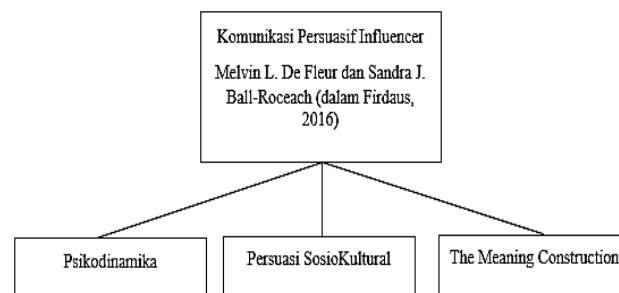 Komunikasi Persuasif Influencer
Melvin L. De Fleur dan Sandra J.
Ball-Roceach (dalam Firdaus,
2016)
Psikodinamika
Persuasi SosioKultural
The Meaning Construction